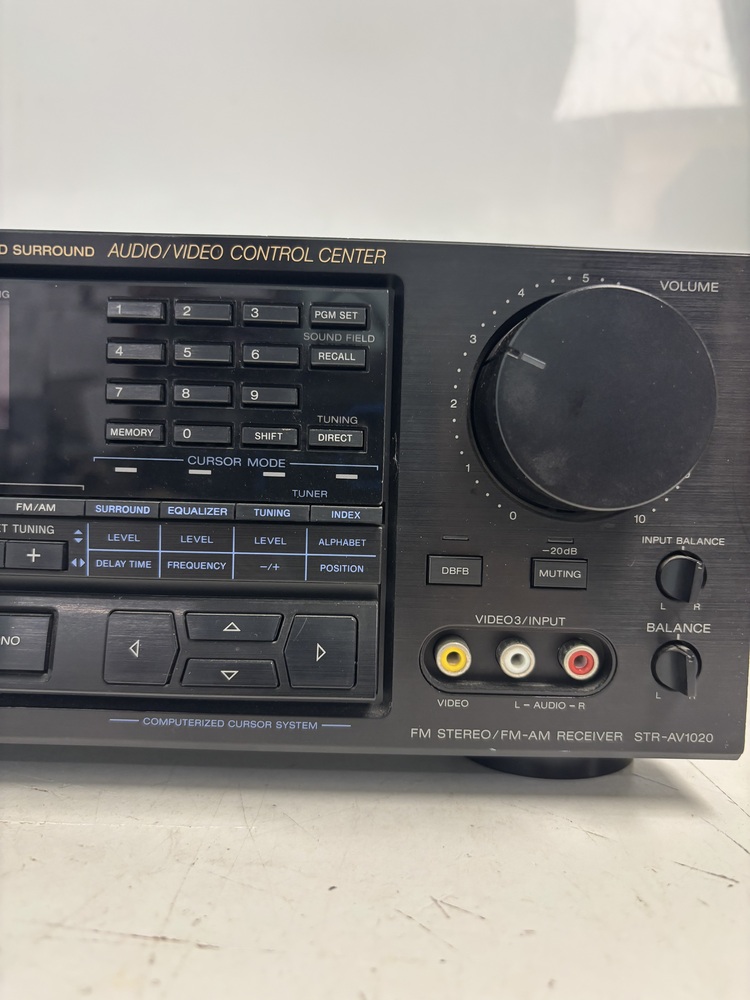 D SURROUND AUDIO/VIDEO CONTROL CENTER
NG
1 2 3 PGM SET
SOUND FIELD
4 5 6 RECALL
7 8 9
TUNING
MEMORY 0 SHIFT DIRECT
CURSOR MODE
TUNER
FM/AM SURROUND EQUALIZER TUNING INDEX
ET TUNING
LEVEL LEVEL LEVEL ALPHABET
+
DELAY TIME FREQUENCY -/+ POSITION
NO
COMPUTERIZED CURSOR SYSTEM
VOLUME
5
4
3
2
1
0
10
INPUT BALANCE
L R
-20dB
DBFB MUTING
VIDEO3/INPUT
BALANCE
L R
VIDEO L - AUDIO - R
FM STEREO/FM-AM RECEIVER STR-AV1020